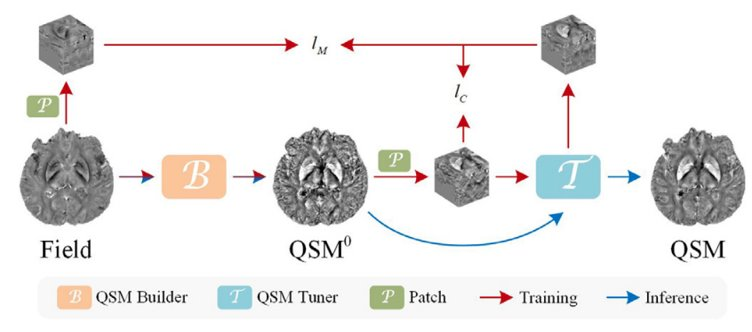 l_M
P
l_C
B
P
T
Field
QSM⁰
QSM
B QSM Builder T QSM Tuner P Patch Training Inference